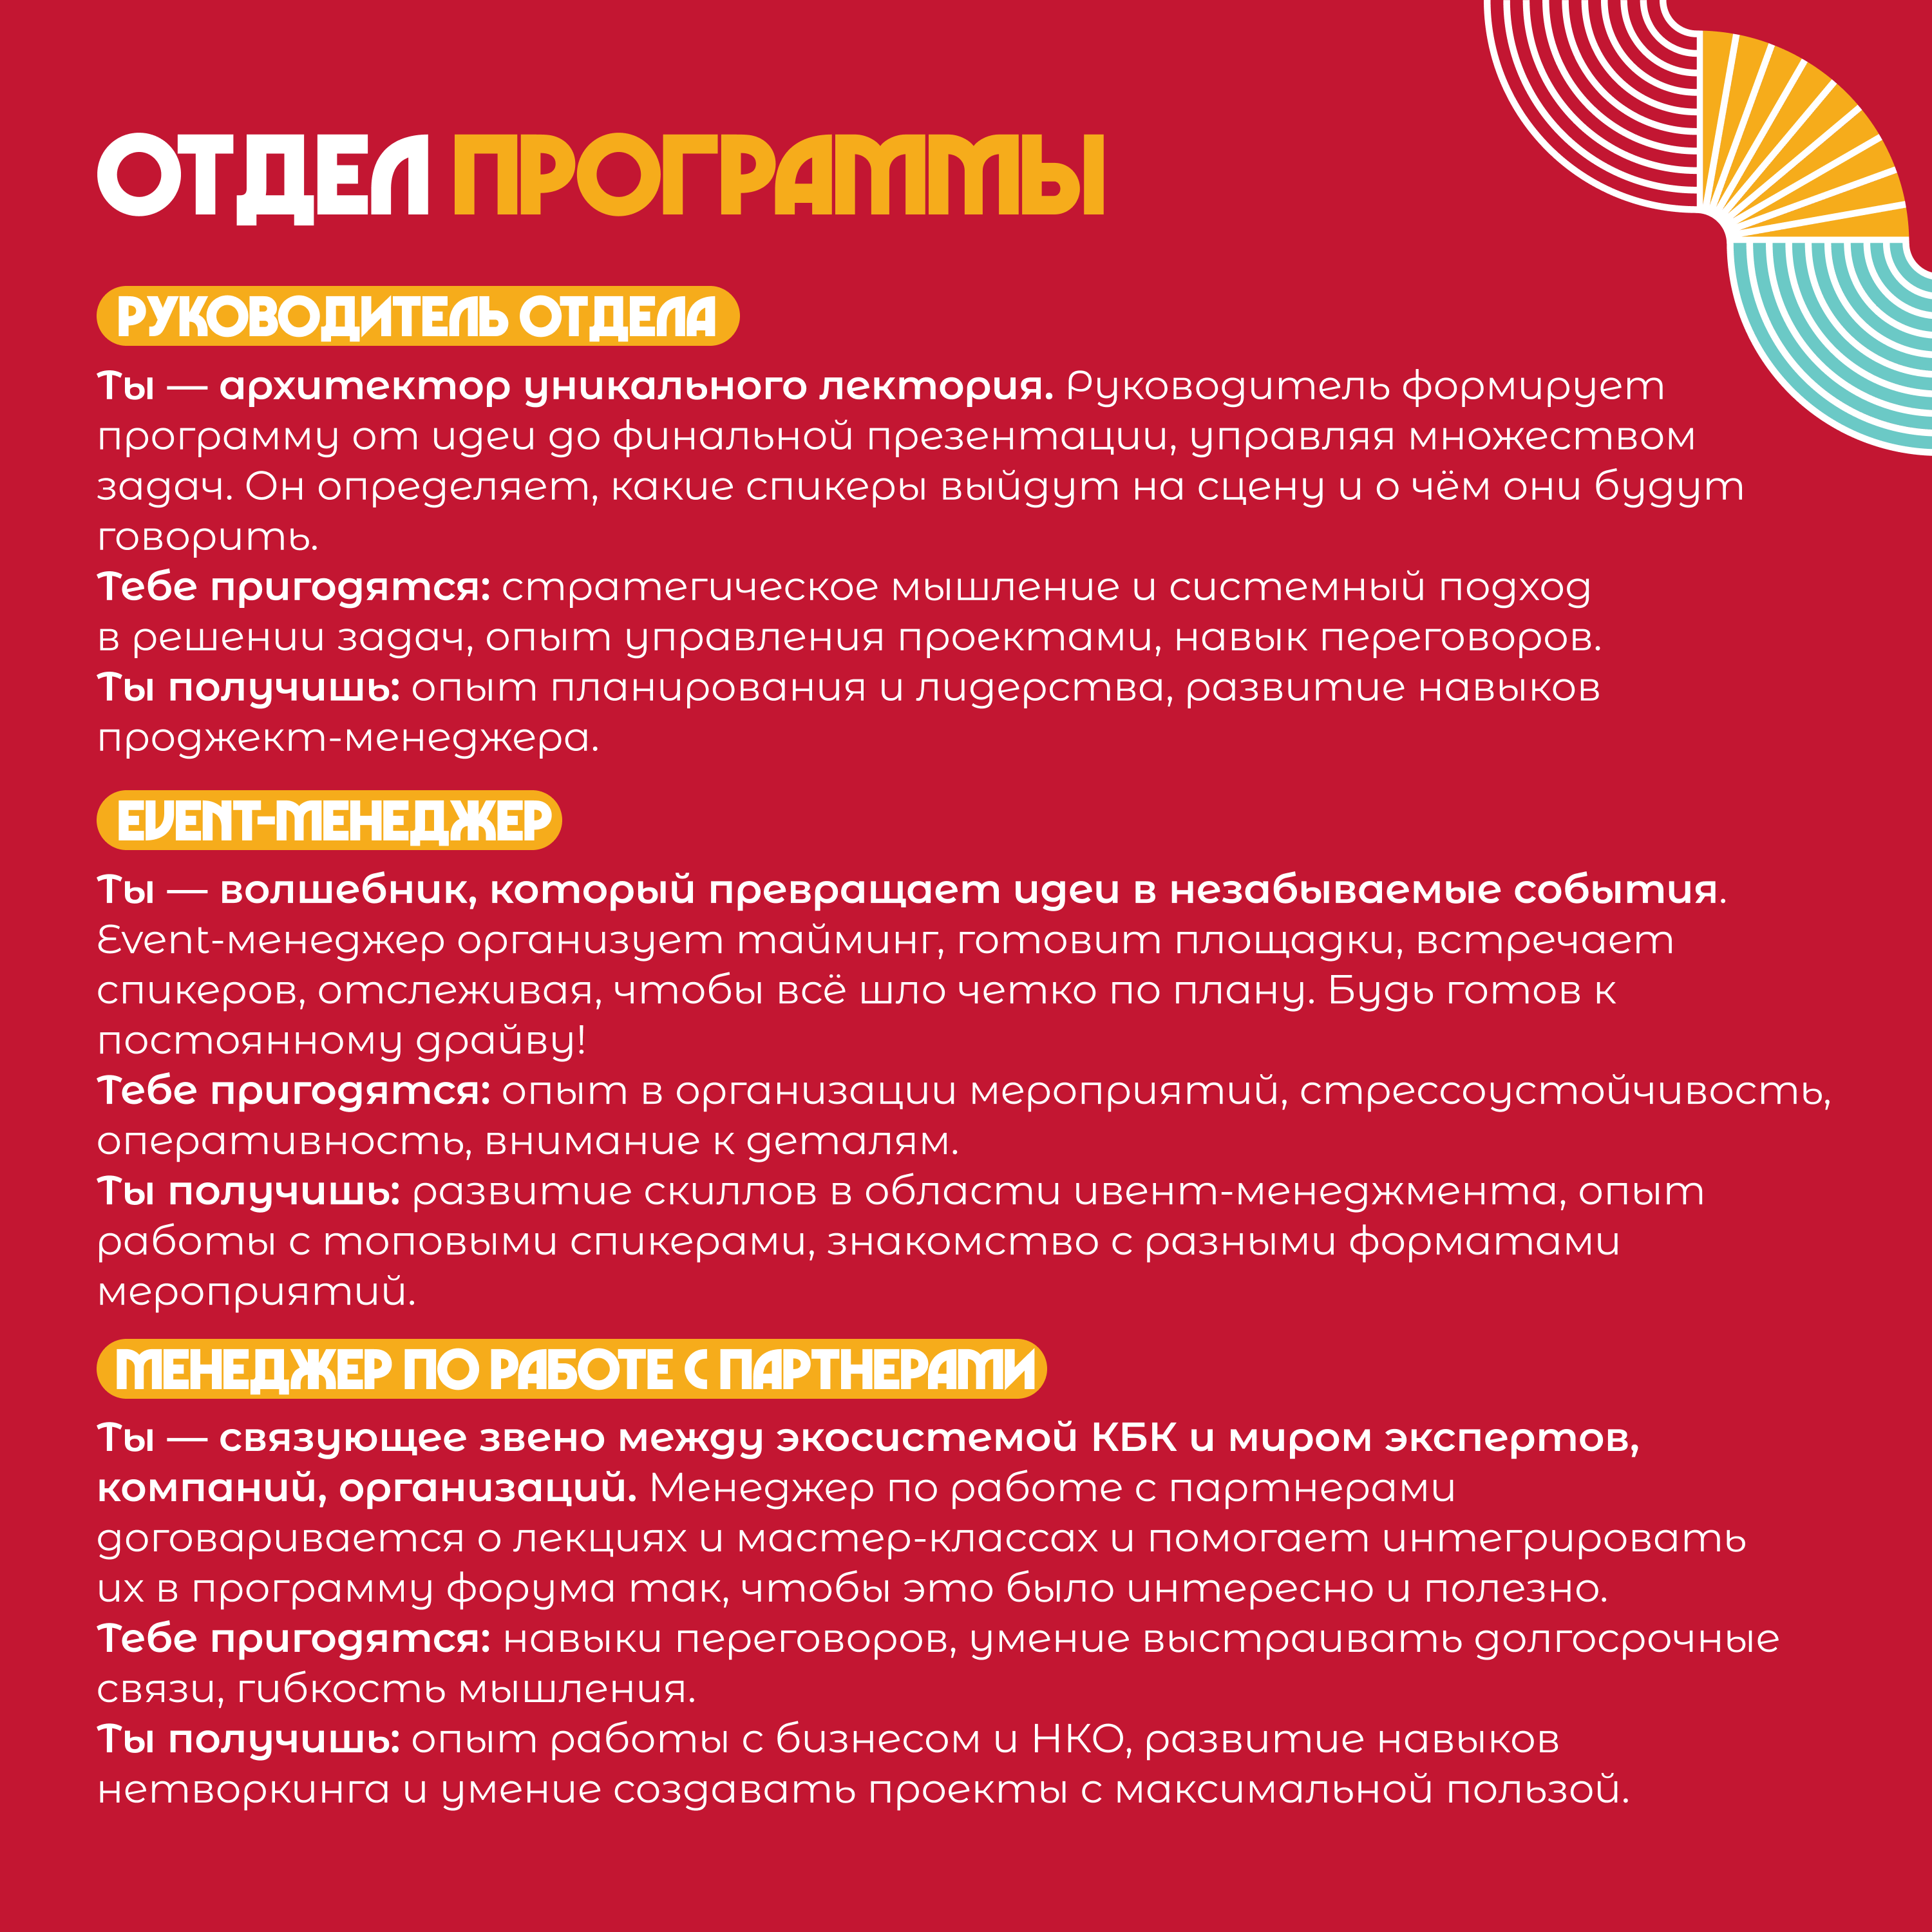 ОТДЕЛ ПРОГРАММЫ
РУКОВОДИТЕЛЬ ОТДЕЛА
Ты — архитектор уникального лектория. Руководитель формирует
программу от идеи до финальной презентации, управляя множеством
задач. Он определяет, какие спикеры выйдут на сцену и о чём они будут
говорить.
Тебе пригодятся: стратегическое мышление и системный подход
в решении задач, опыт управления проектами, навык переговоров.
Ты получишь: опыт планирования и лидерства, развитие навыков
проджект-менеджера.
EVENT-МЕНЕДЖЕР
Ты — волшебник, который превращает идеи в незабываемые события.
Event-менеджер организует тайминг, готовит площадки, встречает
спикеров, отслеживая, чтобы всё шло четко по плану. Будь готов к
постоянному драйву!
Тебе пригодятся: опыт в организации мероприятий, стрессоустойчивость,
оперативность, внимание к деталям.
Ты получишь: развитие скиллов в области ивент-менеджмента, опыт
работы с топовыми спикерами, знакомство с разными форматами
мероприятий.
МЕНЕДЖЕР ПО РАБОТЕ С ПАРТНЕРАМИ
Ты — связующее звено между экосистемой КБК и миром экспертов,
компаний, организаций. Менеджер по работе с партнерами
договаривается о лекциях и мастер-классах и помогает интегрировать
их в программу форума так, чтобы это было интересно и полезно.
Тебе пригодятся: навыки переговоров, умение выстраивать долгосрочные
связи, гибкость мышления.
Ты получишь: опыт работы с бизнесом и НКО, развитие навыков
нетворкинга и умение создавать проекты с максимальной пользой.